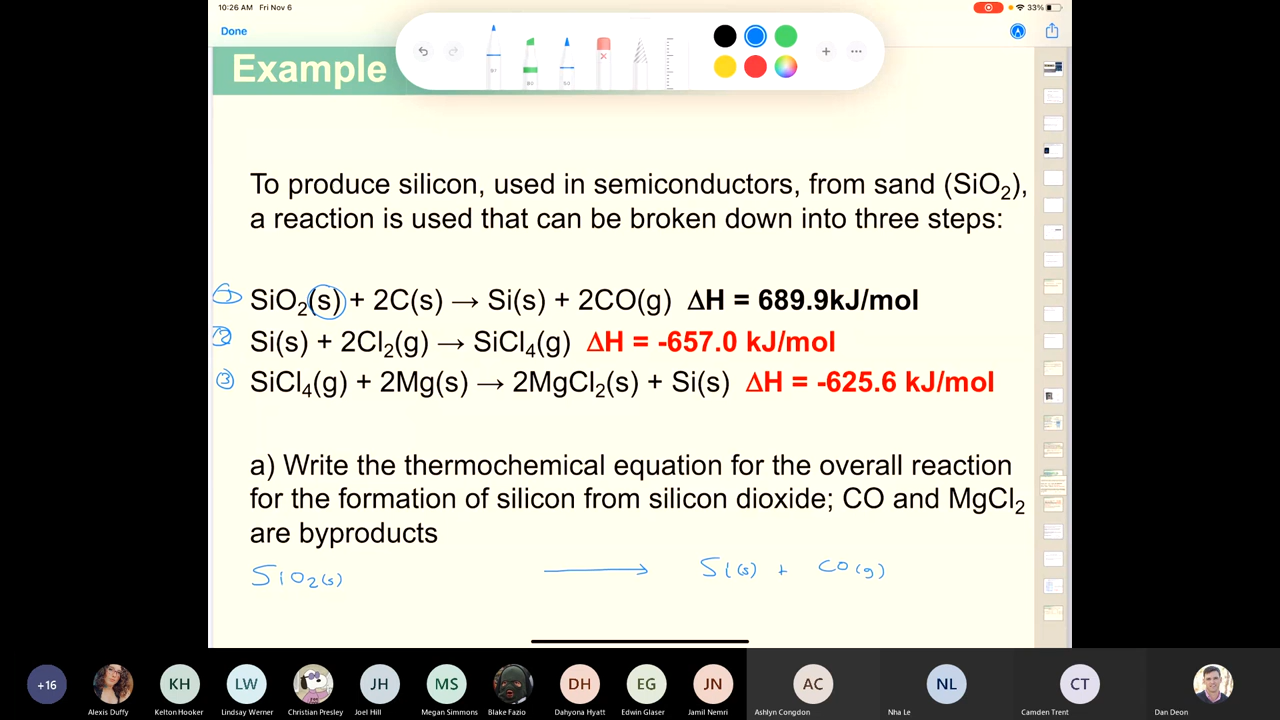 10:26 AM Fri Nov 6
33%
Done
Example
To produce silicon, used in semiconductors, from sand (SiO₂),
a reaction is used that can be broken down into three steps:
① SiO₂(s) + 2C(s) → Si(s) + 2CO(g) ΔH = 689.9kJ/mol
② Si(s) + 2Cl₂(g) → SiCl₄(g) ΔH = -657.0 kJ/mol
③ SiCl₄(g) + 2Mg(s) → 2MgCl₂(s) + Si(s) ΔH = -625.6 kJ/mol
a) Write the thermochemical equation for the overall reaction
for the formation of silicon from silicon dioxide; CO and MgCl₂
are byproducts
SiO₂(s) → Si(s) + CO(g)
+16 KH LW JH MS DH EG JN AC NL CT
Alexis Duffy Kelton Hooker Lindsay Werner Christian Presley Joel Hill Megan Simmons Blake Fazio Dahyona Hyatt Edwin Glaser Jamil Nemri Ashlyn Congdon Nha Le Camden Trent Dan Deon